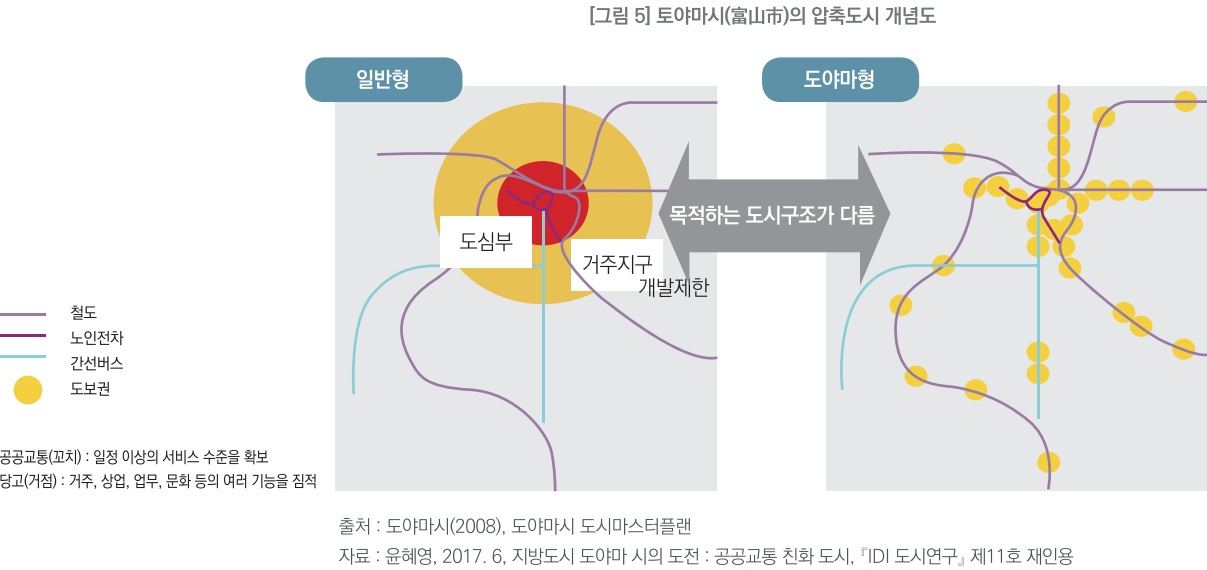 [그림 5] 토야마시(富山市)의 압축도시 개념도
일반형
도야마형
목적하는 도시구조가 다름
도심부
거주지구
개발제한
철도
노인전차
간선버스
도보권
공공교통(꼬치) : 일정 이상의 서비스 수준을 확보
당고(거점) : 거주, 상업, 업무, 문화 등의 여러 기능을 짐적
출처 : 도야마시(2008), 도야마시 도시마스터플랜
자료 : 윤혜영, 2017. 6, 지방도시 도야마 시의 도전 : 공공교통 친화 도시, 『IDI 도시연구』 제11호 재인용